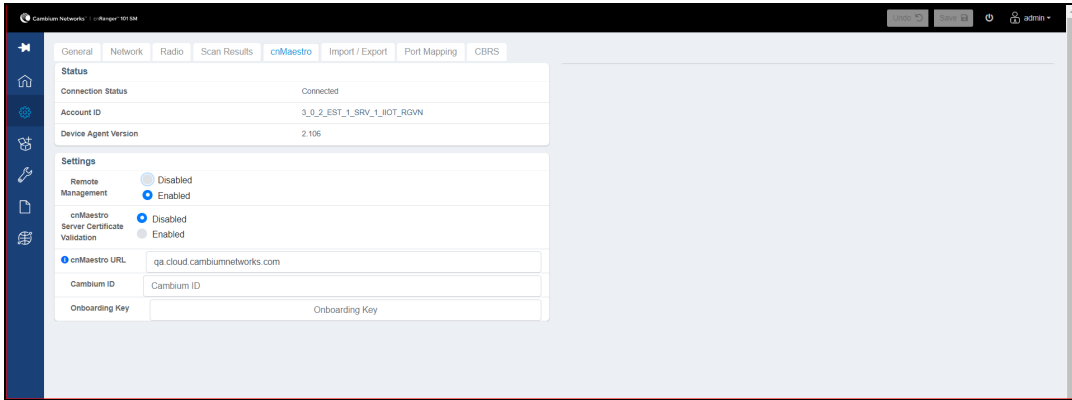 Cambium Networks™ | cnRanger™ 101 SM
Undo Save admin
General Network Radio Scan Results cnMaestro Import / Export Port Mapping CBRS
Status
Connection Status Connected
Account ID 3_0_2_EST_1_SRV_1_IIOT_RGVN
Device Agent Version 2.106
Settings
Remote Management
Disabled
Enabled
cnMaestro Server Certificate Validation
Disabled
Enabled
cnMaestro URL qa.cloud.cambiumnetworks.com
Cambium ID Cambium ID
Onboarding Key Onboarding Key